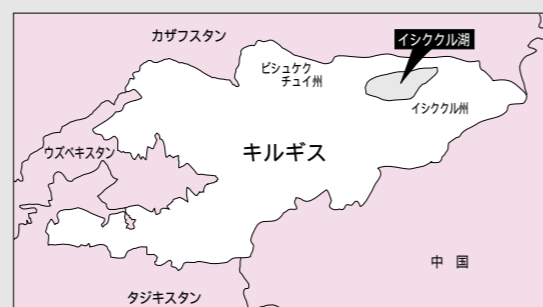 カザフスタン
イシククル湖
ビシュケク
チュイ州
イシククル州
ウズベキスタン
キルギス
中 国
タジキスタン